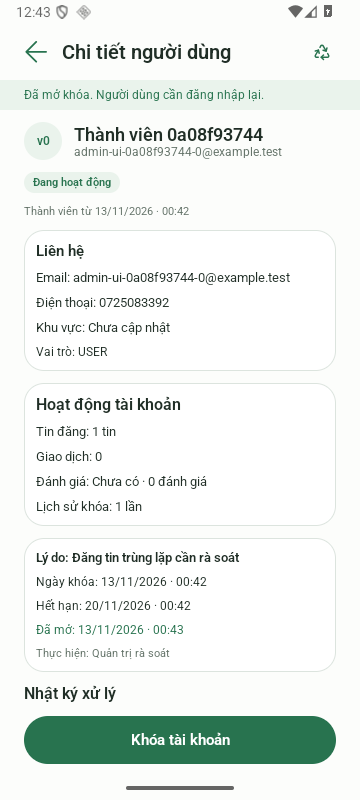 12:43
Chi tiết người dùng
Đã mở khóa. Người dùng cần đăng nhập lại.
v0
Thành viên 0a08f93744
admin-ui-0a08f93744-0@example.test
Đang hoạt động
Thành viên từ 13/11/2026 · 00:42
Liên hệ
Email: admin-ui-0a08f93744-0@example.test
Điện thoại: 0725083392
Khu vực: Chưa cập nhật
Vai trò: USER
Hoạt động tài khoản
Tin đăng: 1 tin
Giao dịch: 0
Đánh giá: Chưa có · 0 đánh giá
Lịch sử khóa: 1 lần
Lý do: Đăng tin trùng lặp cần rà soát
Ngày khóa: 13/11/2026 · 00:42
Hết hạn: 20/11/2026 · 00:42
Đã mở: 13/11/2026 · 00:43
Thực hiện: Quản trị rà soát
Nhật ký xử lý
Khóa tài khoản